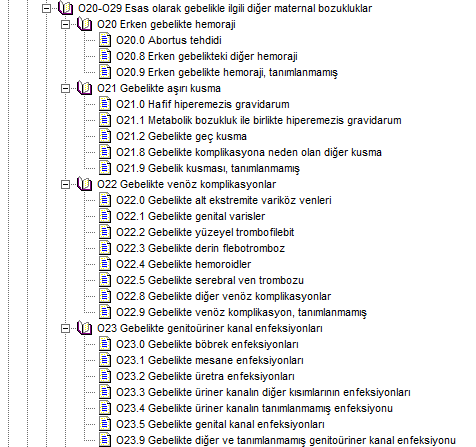 O20-O29 Esas olarak gebelikle ilgili diğer maternal bozukluklar
O20 Erken gebelikte hemoraji
O20.0 Abortus tehdidi
O20.8 Erken gebelikteki diğer hemoraji
O20.9 Erken gebelikte hemoraji, tanımlanmamış
O21 Gebelikte aşırı kusma
O21.0 Hafif hiperemezis gravidarum
O21.1 Metabolik bozukluk ile birlikte hiperemezis gravidarum
O21.2 Gebelikte geç kusma
O21.8 Gebelikte komplikasyona neden olan diğer kusma
O21.9 Gebelik kusması, tanımlanmamış
O22 Gebelikte venöz komplikasyonlar
O22.0 Gebelikte alt ekstremite variköz venleri
O22.1 Gebelikte genital varisler
O22.2 Gebelikte yüzeyel tromboflebit
O22.3 Gebelikte derin flebotromboz
O22.4 Gebelikte hemoroidler
O22.5 Gebelikte serebral ven trombozu
O22.8 Gebelikte diğer venöz komplikasyonlar
O22.9 Gebelikte venöz komplikasyon, tanımlanmamış
O23 Gebelikte genitoüriner kanal enfeksiyonları
O23.0 Gebelikte böbrek enfeksiyonları
O23.1 Gebelikte mesane enfeksiyonları
O23.2 Gebelikte üretra enfeksiyonları
O23.3 Gebelikte üriner kanalın diğer kısımlarının enfeksiyonları
O23.4 Gebelikte üriner kanalın tanımlanmamış enfeksiyonu
O23.5 Gebelikte genital kanal enfeksiyonları
O23.9 Gebelikte diğer ve tanımlanmamış genitoüriner kanal enfeksiyonu